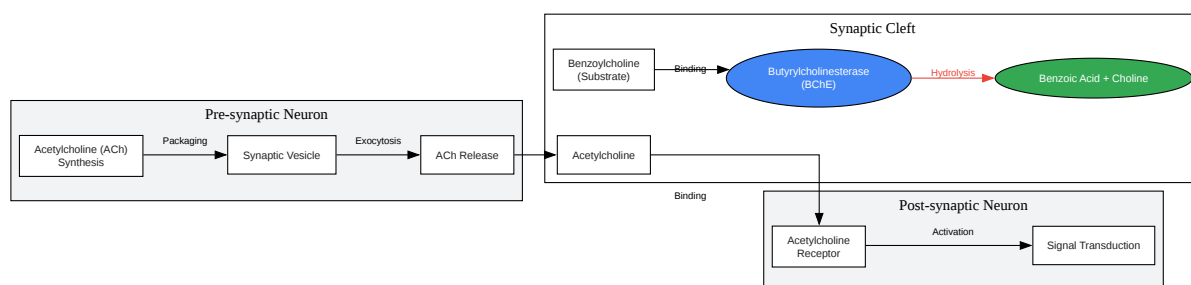 Synaptic Cleft
Benzoylcholine
(Substrate)
Binding
Butyrylcholinesterase
(BChE)
Hydrolysis
Benzoic Acid + Choline
Pre-synaptic Neuron
Acetylcholine (ACh)
Synthesis
Packaging
Synaptic Vesicle
Exocytosis
ACh Release
Acetylcholine
Binding
Post-synaptic Neuron
Acetylcholine
Receptor
Activation
Signal Transduction